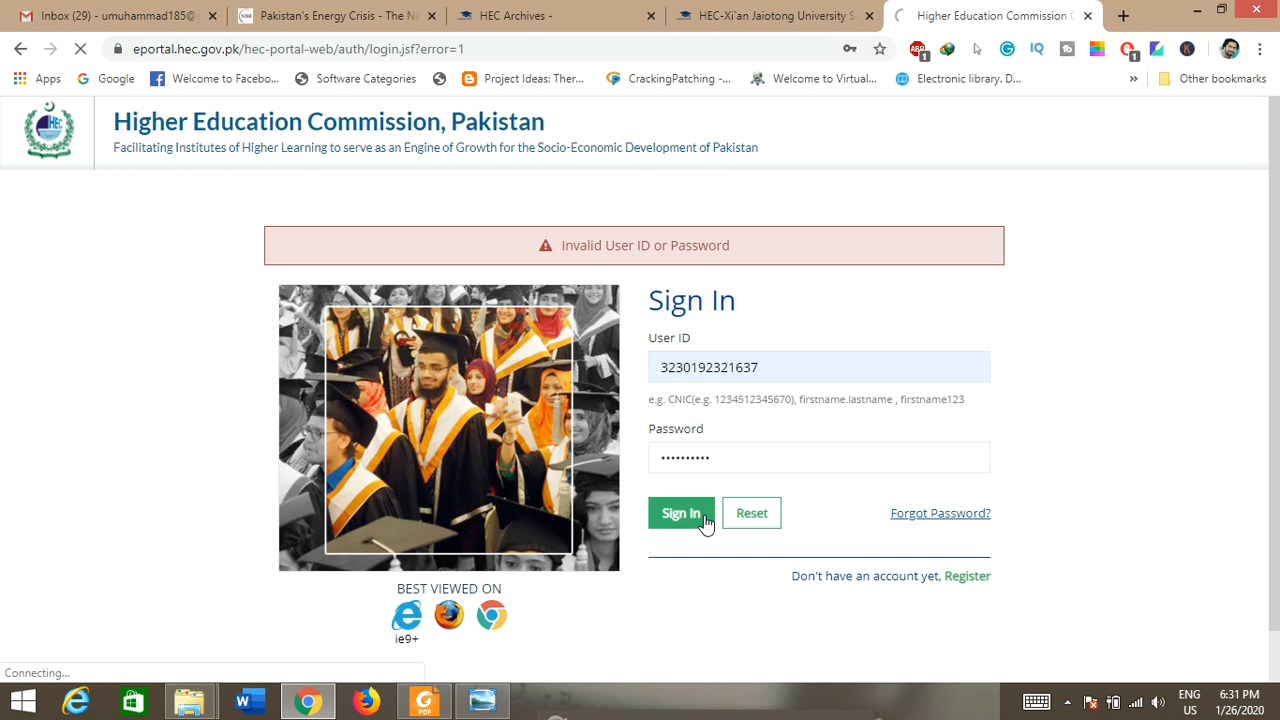 Inbox (29) - umuhammad185@g
Pakistan's Energy Crisis - The Na
HEC Archives -
HEC-Xi'an Jaiotong University S
Higher Education Commission C
eportal.hec.gov.pk/hec-portal-web/auth/login.jsf?error=1
Apps
Google
Welcome to Facebo...
Software Categories
Project Ideas: Ther...
CrackingPatching -...
Welcome to Virtual...
Electronic library. D...
Other bookmarks
Higher Education Commission, Pakistan
Facilitating Institutes of Higher Learning to serve as an Engine of Growth for the Socio-Economic Development of Pakistan
Invalid User ID or Password
Sign In
User ID
3230192321637
e.g. CNIC(e.g. 1234512345670), firstname.lastname , firstname123
Password
••••••••••
Sign In
Reset
Forgot Password?
Don't have an account yet, Register
BEST VIEWED ON
ie9+
Connecting...
ENG
US
6:31 PM
1/26/2020